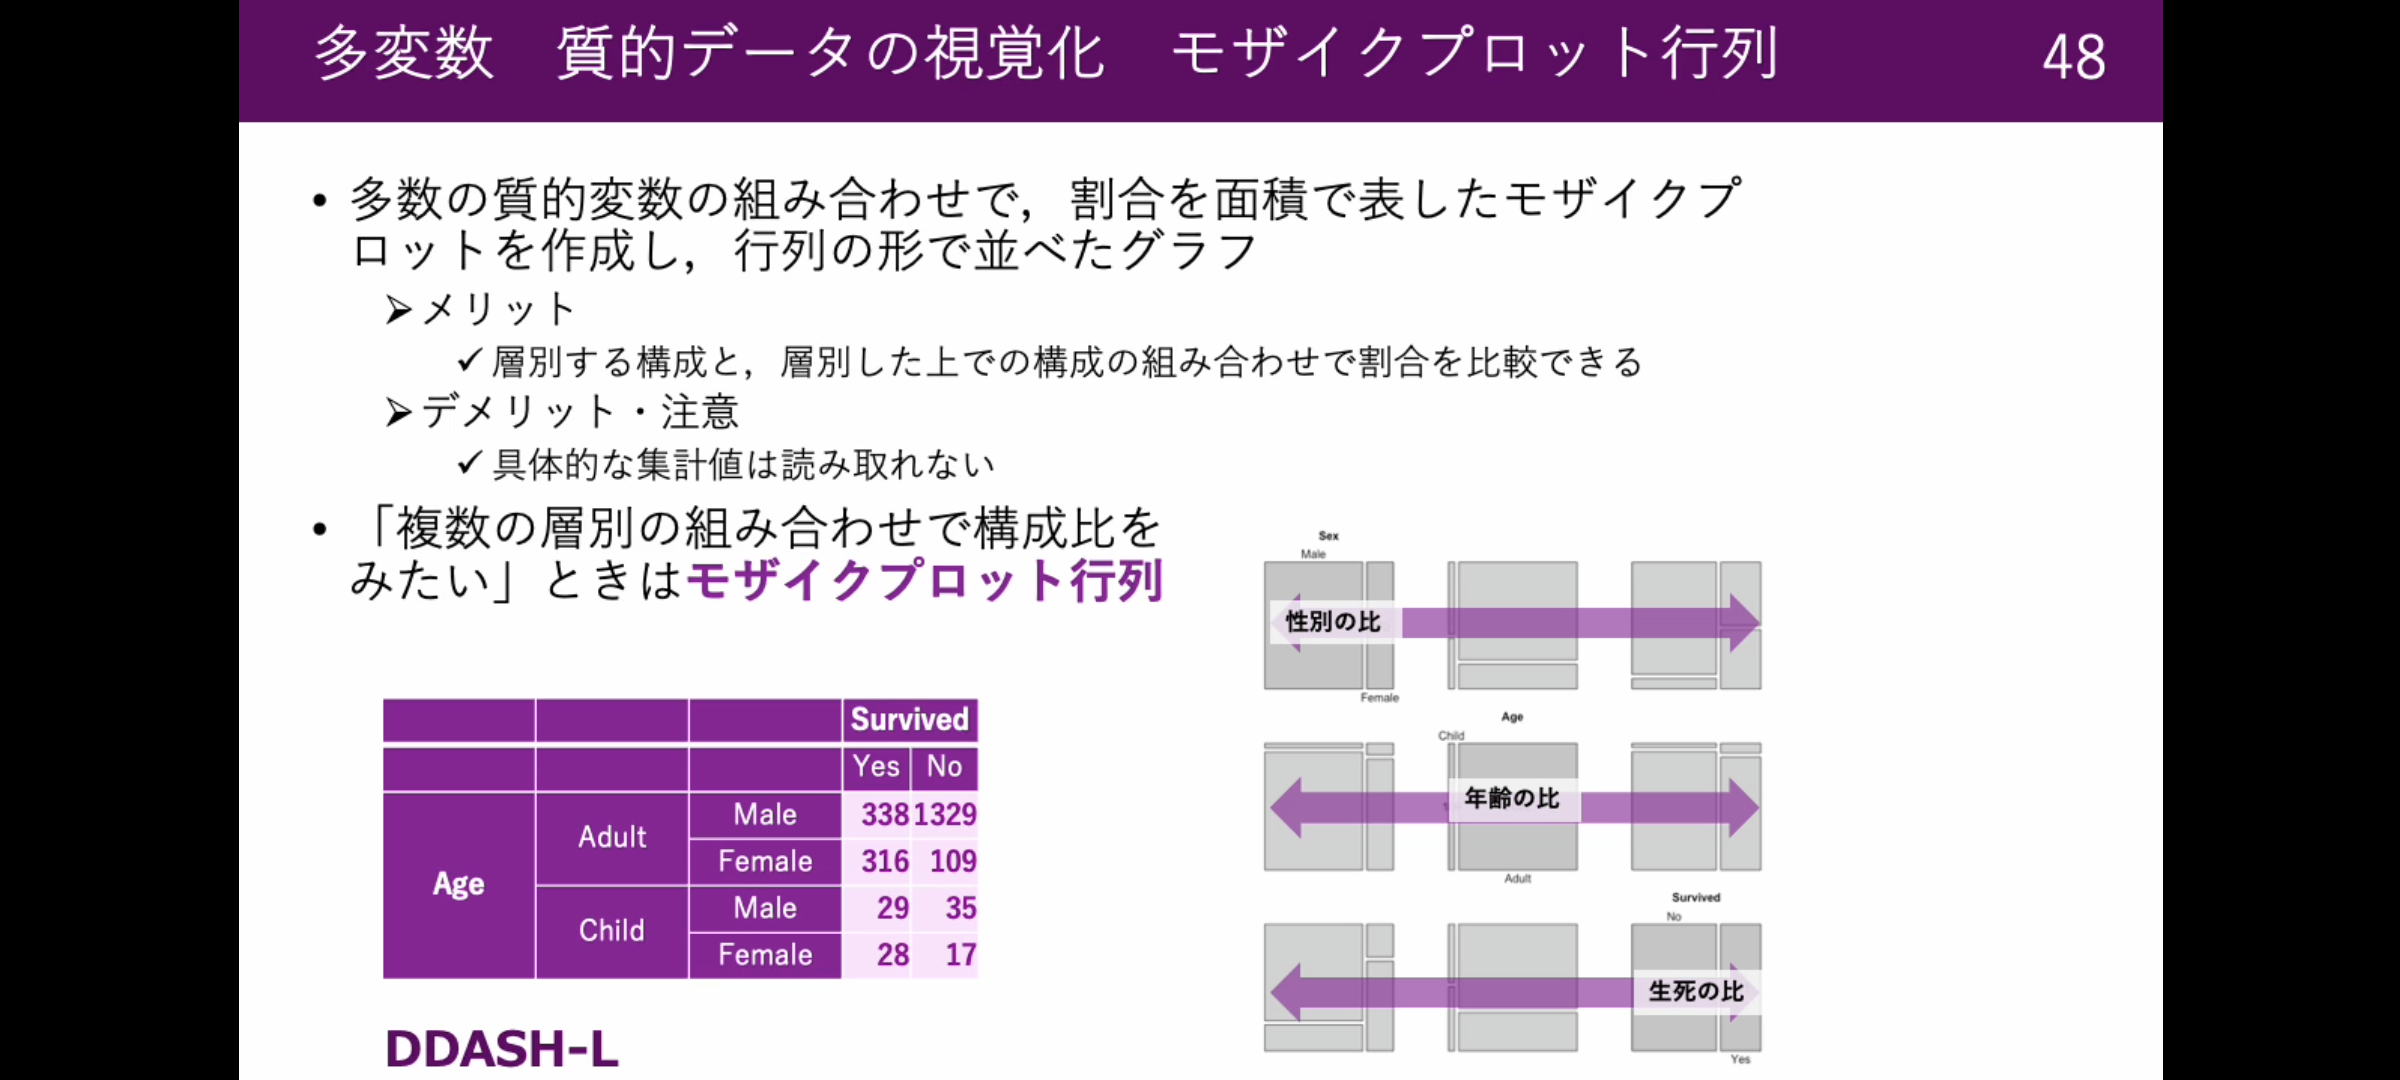 多変数　質的データの視覚化　モザイクプロット行列
48
• 多数の質的変数の組み合わせで，割合を面積で表したモザイクプ
ロットを作成し，行列の形で並べたグラフ
➢メリット
✓層別する構成と，層別した上での構成の組み合わせで割合を比較できる
➢デメリット・注意
✓具体的な集計値は読み取れない
• 「複数の層別の組み合わせで構成比を
みたい」ときはモザイクプロット行列
Survived
Yes No
Age
Adult
Male 338 1329
Female 316 109
Child
Male 29 35
Female 28 17
DDASH-L
Sex
Male
性別の比
Female
Age
Child
年齢の比
Adult
Survived
No
生死の比
Yes